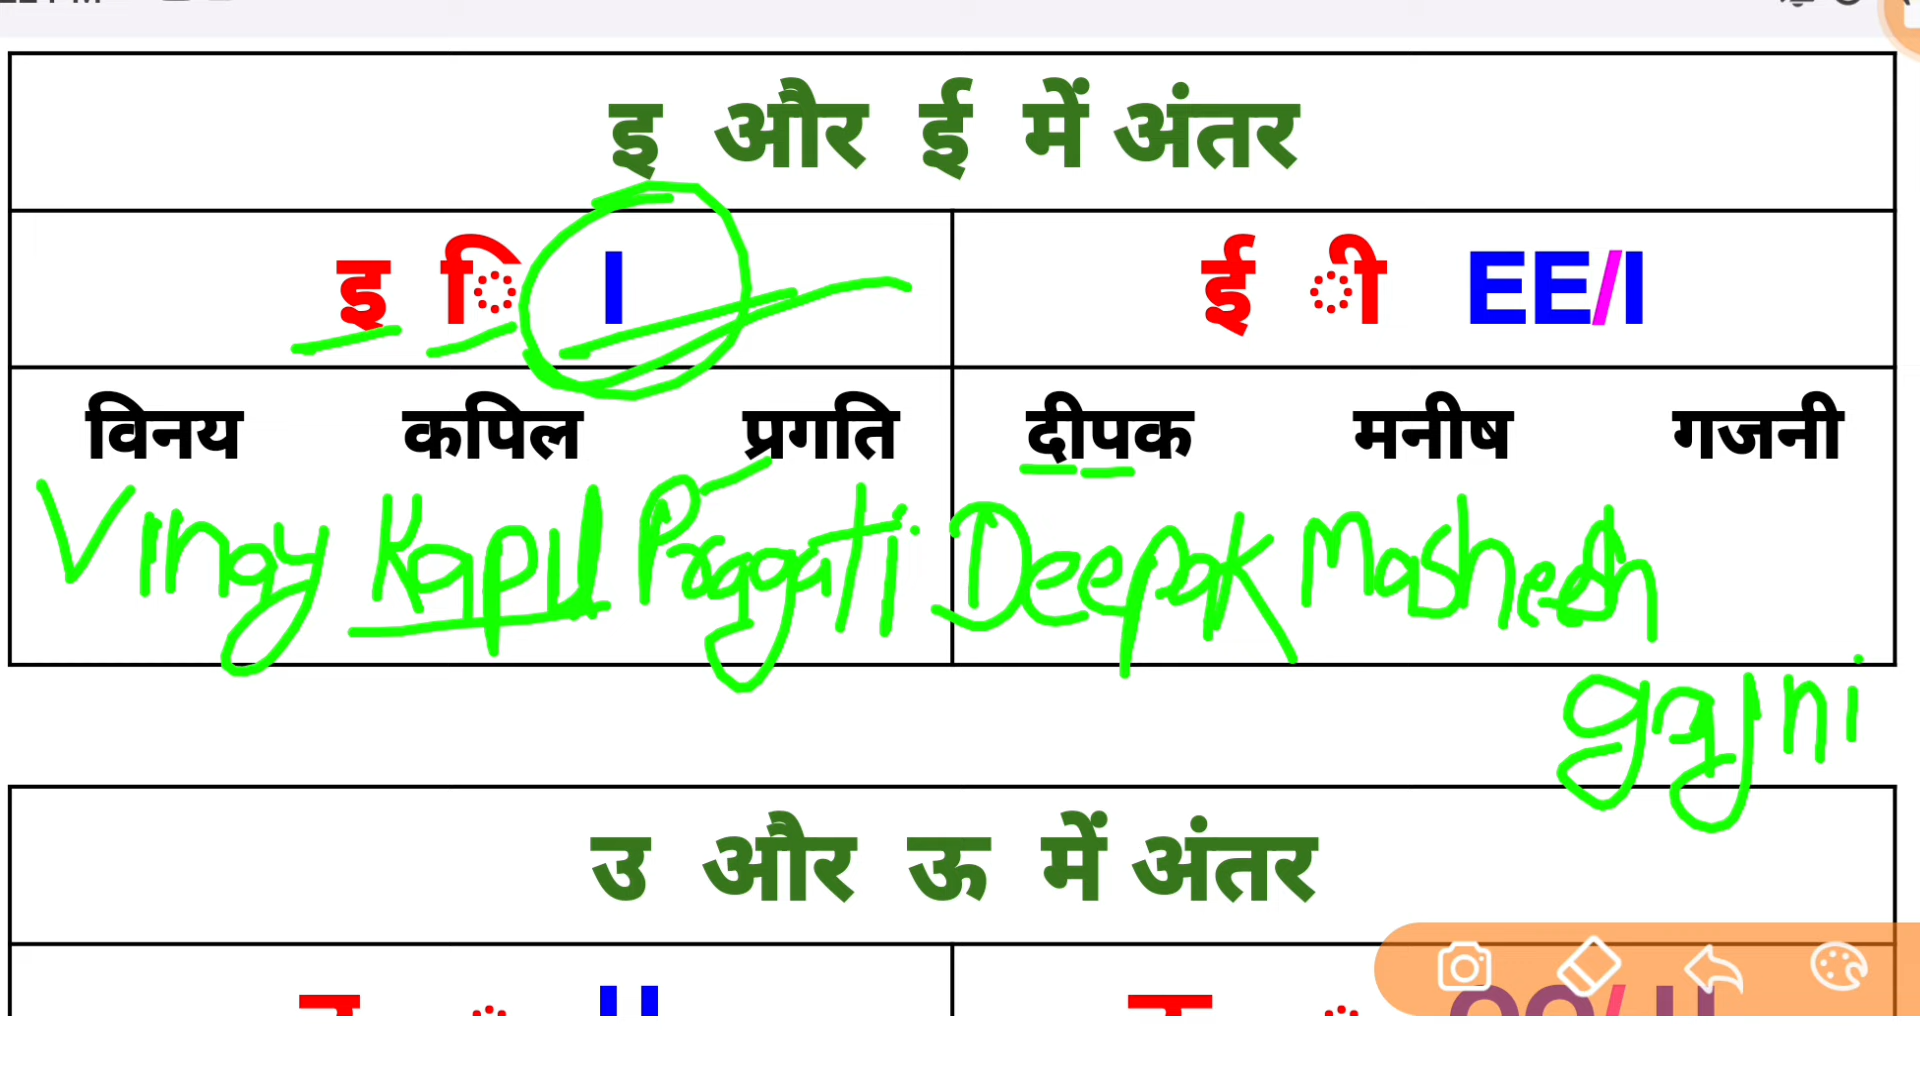 इ और ई में अंतर
इ ि I ई ी EE/I
विनय कपिल प्रगति दीपक मनीष गजनी
Vinay Kapil Pragati Deepak Masheesh
gajni
उ और ऊ में अंतर